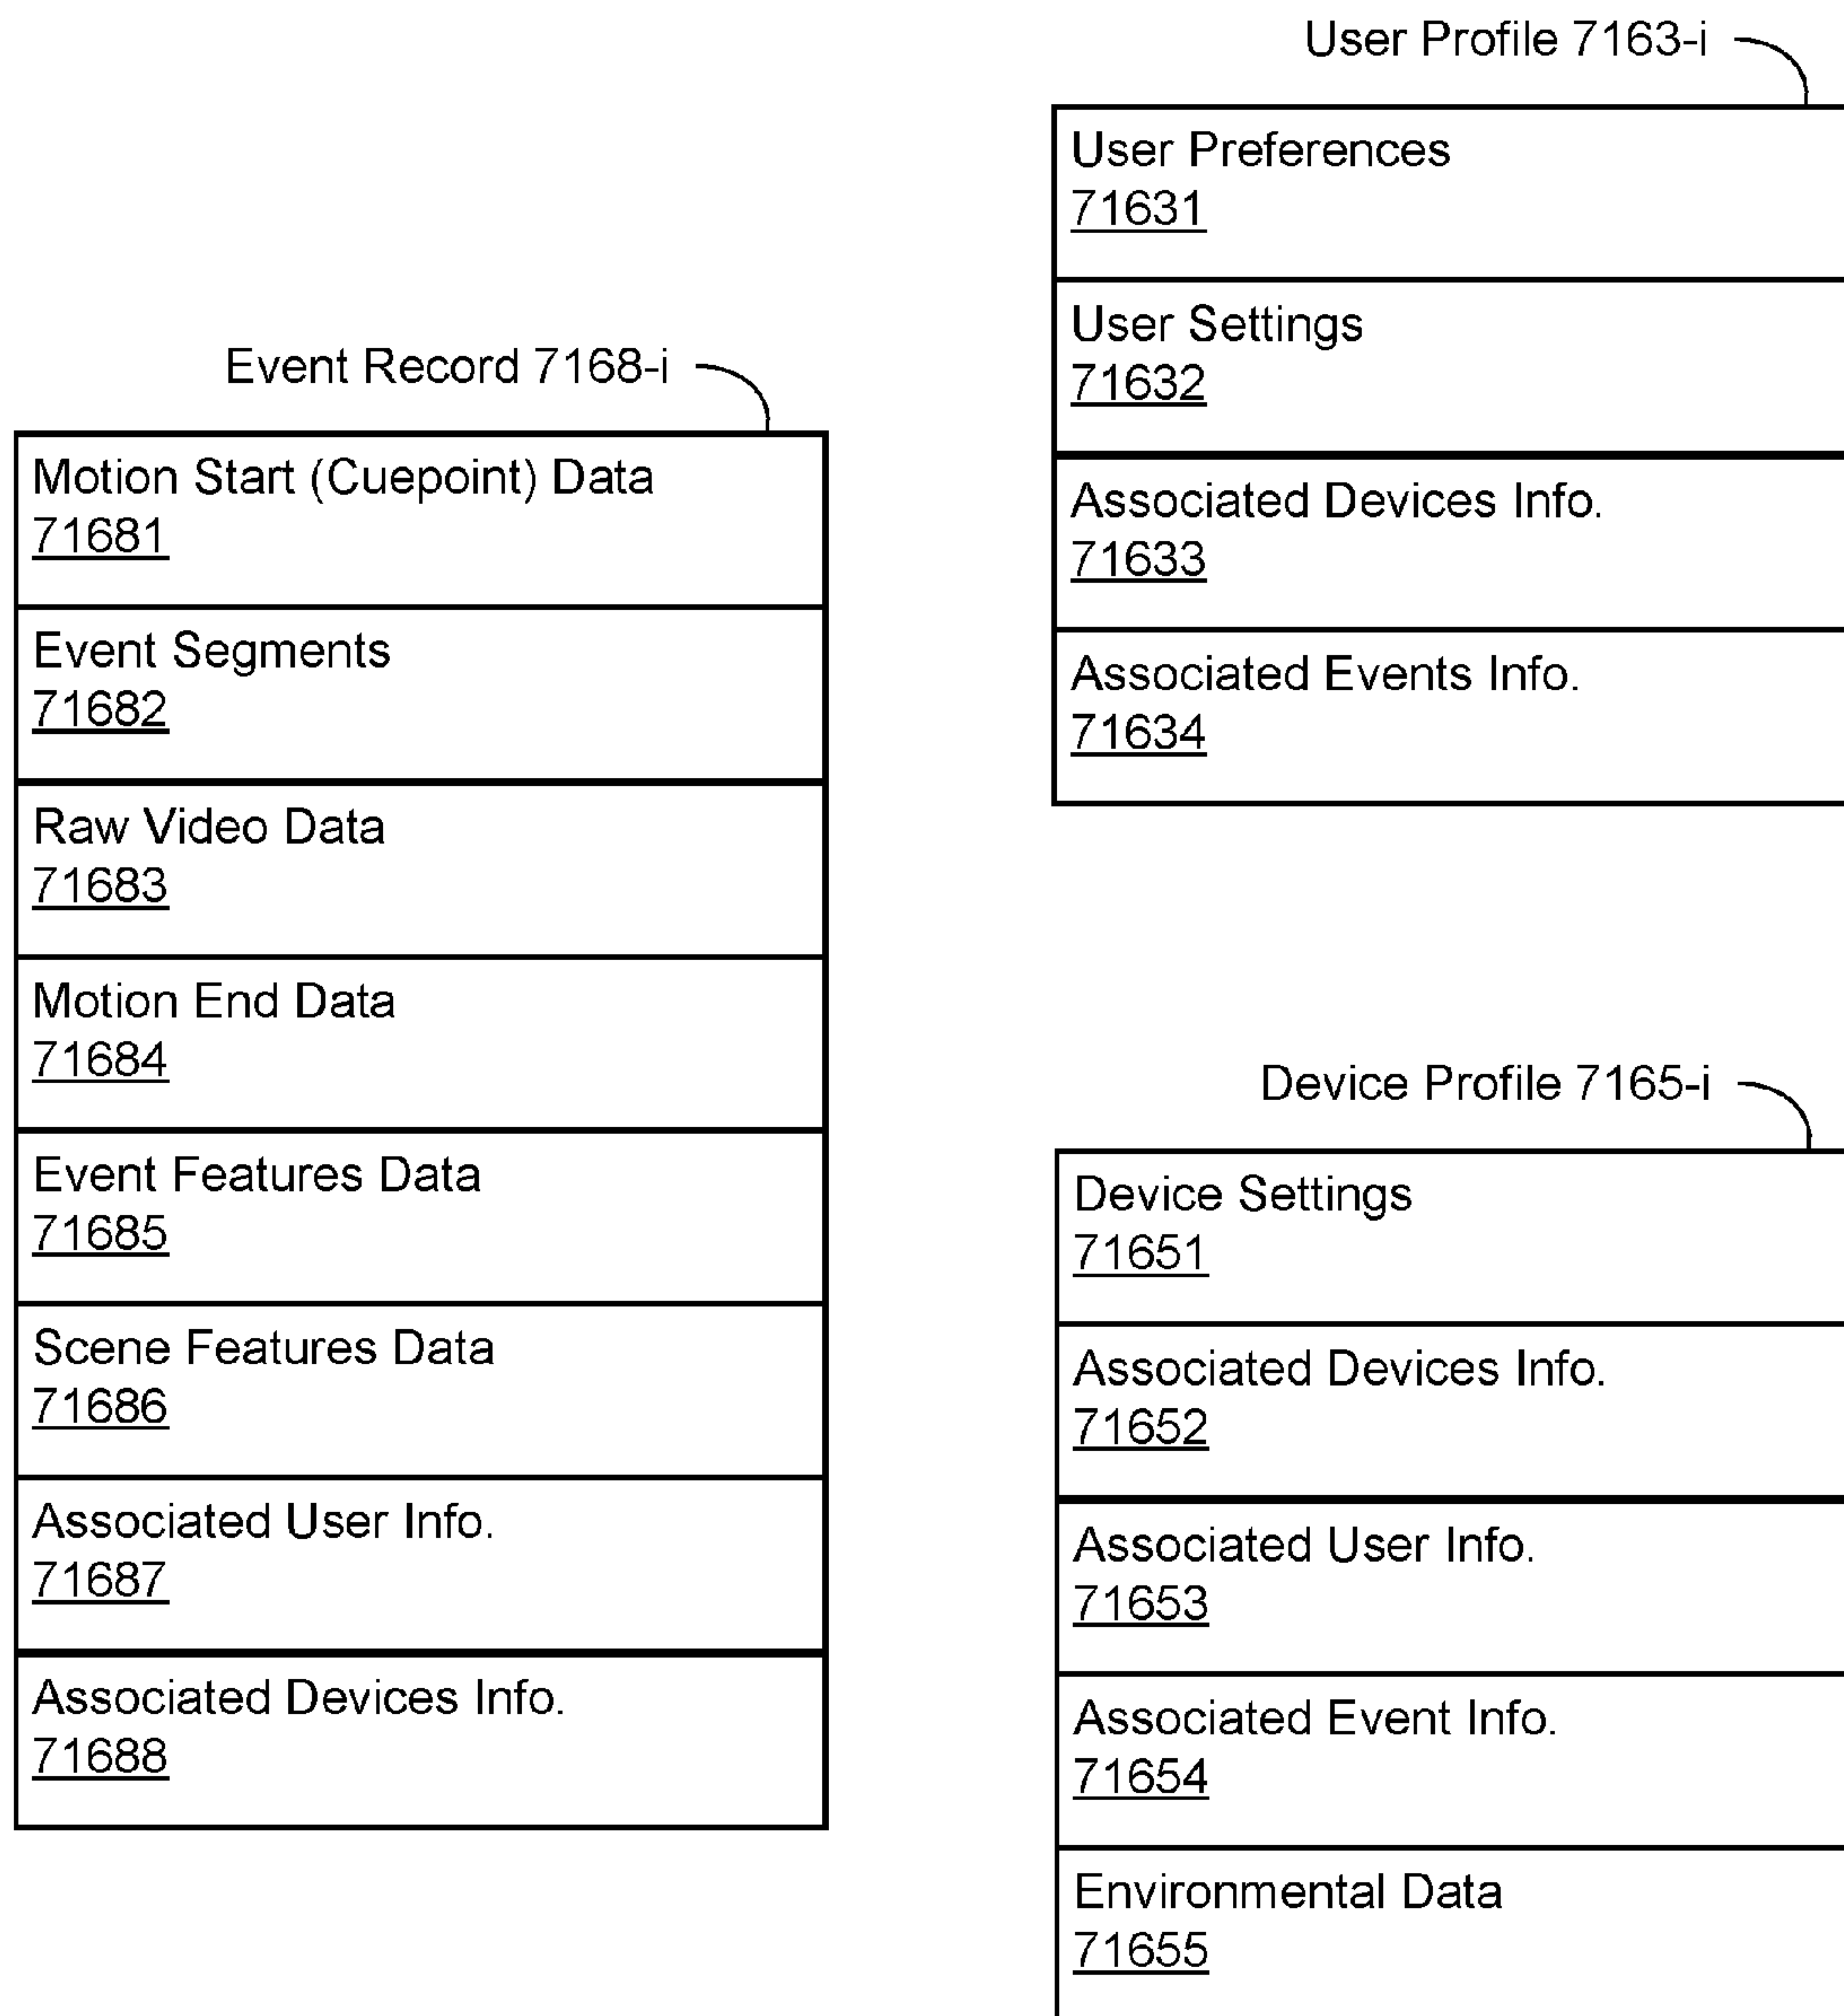 Event Record 7168-i
Motion Start (Cuepoint) Data
71681
Event Segments
71682
Raw Video Data
71683
Motion End Data
71684
Event Features Data
71685
Scene Features Data
71686
Associated User Info.
71687
Associated Devices Info.
71688
User Profile 7163-i
User Preferences
71631
User Settings
71632
Associated Devices Info.
71633
Associated Events Info.
71634
Device Profile 7165-i
Device Settings
71651
Associated Devices Info.
71652
Associated User Info.
71653
Associated Event Info.
71654
Environmental Data
71655